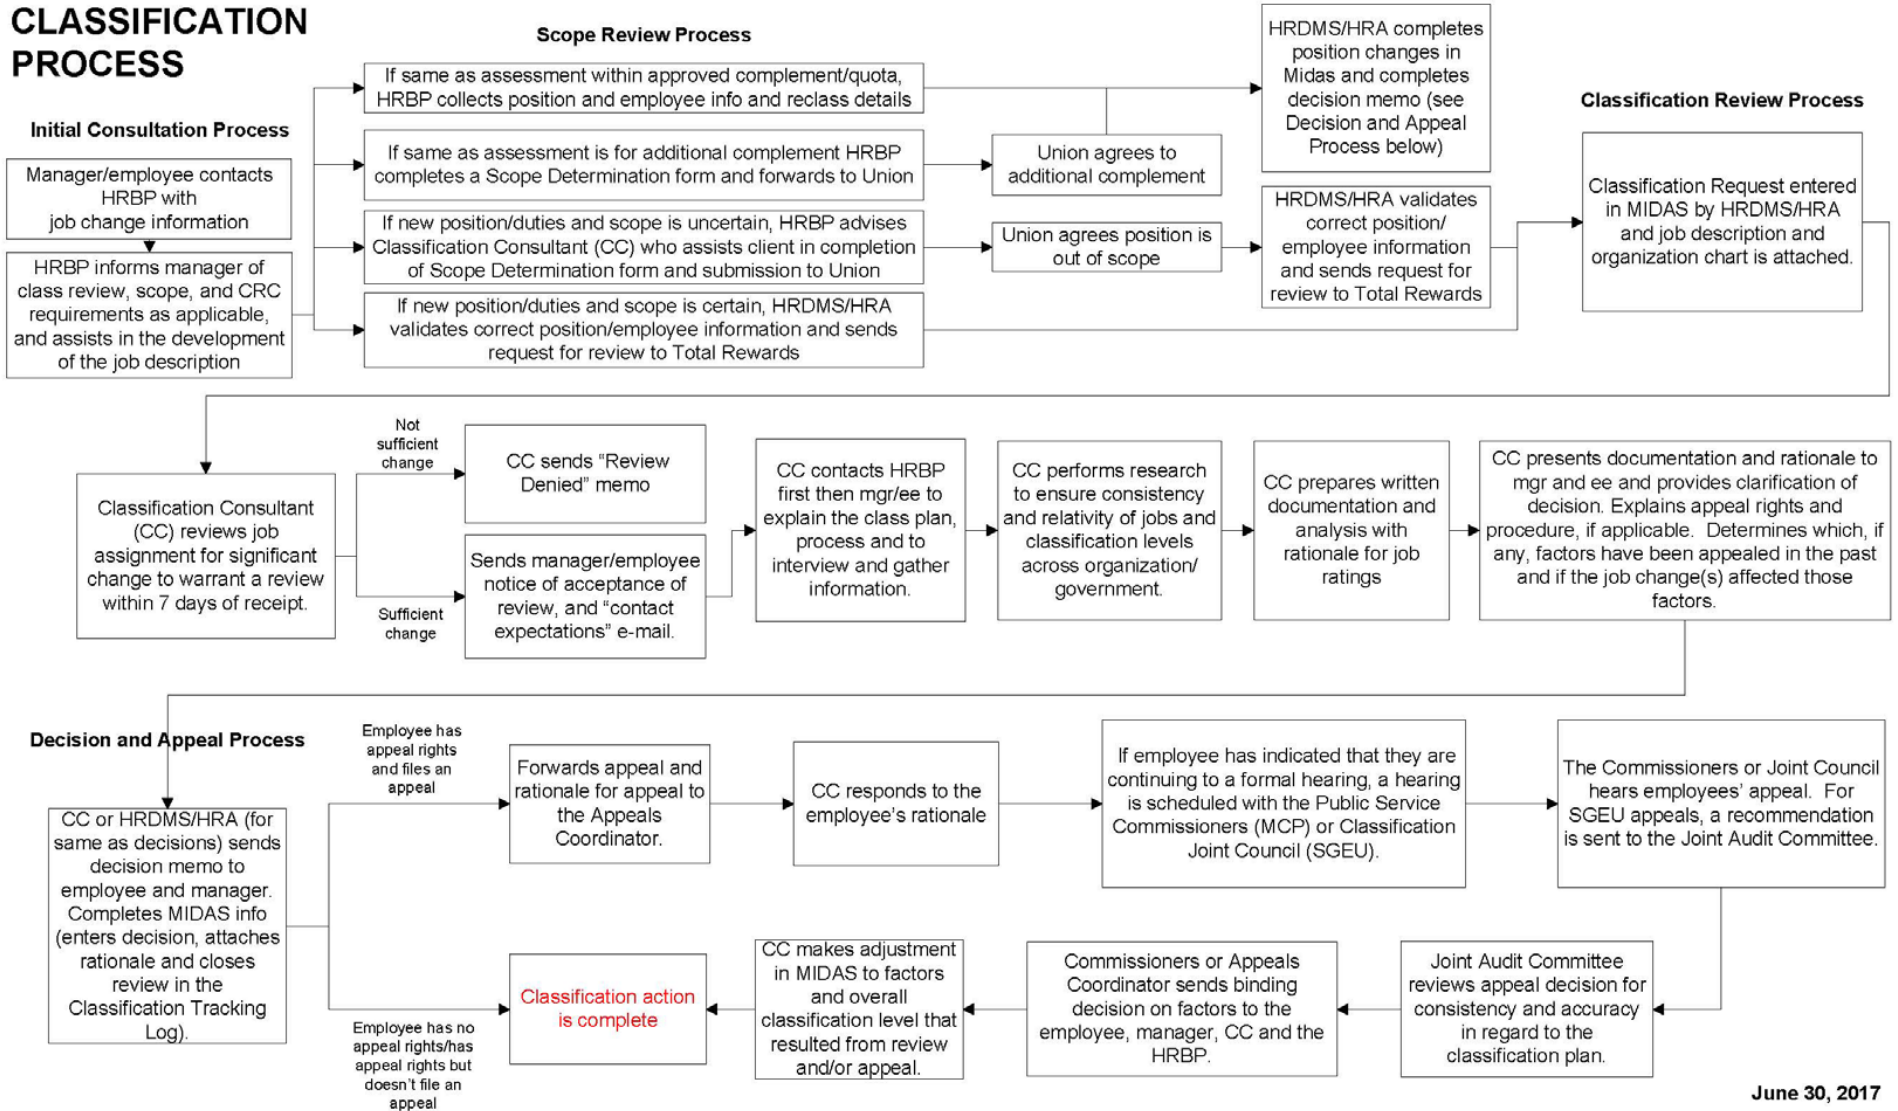 CLASSIFICATION
PROCESS
Initial Consultation Process
Manager/employee contacts
HRBP with
job change information
HRBP informs manager of
class review, scope, and CRC
requirements as applicable,
and assists in the development
of the job description
Scope Review Process
If same as assessment within approved complement/quota,
HRBP collects position and employee info and reclass details
If same as assessment is for additional complement HRBP
completes a Scope Determination form and forwards to Union
If new position/duties and scope is uncertain, HRBP advises
Classification Consultant (CC) who assists client in completion
of Scope Determination form and submission to Union
If new position/duties and scope is certain, HRDMS/HRA
validates correct position/employee information and sends
request for review to Total Rewards
Union agrees to
additional complement
Union agrees position is
out of scope
HRDMS/HRA completes
position changes in
Midas and completes
decision memo (see
Decision and Appeal
Process below)
HRDMS/HRA validates
correct position/
employee information
and sends request for
review to Total Rewards
Classification Review Process
Classification Request entered
in MIDAS by HRDMS/HRA
and job description and
organization chart is attached.
Classification Consultant
(CC) reviews job
assignment for significant
change to warrant a review
within 7 days of receipt.
Not
sufficient
change
Sufficient
change
CC sends “Review
Denied” memo
Sends manager/employee
notice of acceptance of
review, and “contact
expectations” e-mail.
CC contacts HRBP
first then mgr/ee to
explain the class plan,
process and to
interview and gather
information.
CC performs research
to ensure consistency
and relativity of jobs and
classification levels
across organization/
government.
CC prepares written
documentation and
analysis with
rationale for job
ratings
CC presents documentation and rationale to
mgr and ee and provides clarification of
decision. Explains appeal rights and
procedure, if applicable. Determines which, if
any, factors have been appealed in the past
and if the job change(s) affected those
factors.
Decision and Appeal Process
CC or HRDMS/HRA (for
same as decisions) sends
decision memo to
employee and manager.
Completes MIDAS info
(enters decision, attaches
rationale and closes
review in the
Classification Tracking
Log).
Employee has
appeal rights
and files an
appeal
Employee has no
appeal rights/has
appeal rights but
doesn’t file an
appeal
Forwards appeal and
rationale for appeal to
the Appeals
Coordinator.
CC responds to the
employee’s rationale
If employee has indicated that they are
continuing to a formal hearing, a hearing
is scheduled with the Public Service
Commissioners (MCP) or Classification
Joint Council (SGEU).
The Commissioners or Joint Council
hears employees’ appeal. For
SGEU appeals, a recommendation
is sent to the Joint Audit Committee.
Classification action
is complete
CC makes adjustment
in MIDAS to factors
and overall
classification level that
resulted from review
and/or appeal.
Commissioners or Appeals
Coordinator sends binding
decision on factors to the
employee, manager, CC and the
HRBP.
Joint Audit Committee
reviews appeal decision for
consistency and accuracy
in regard to the
classification plan.
June 30, 2017